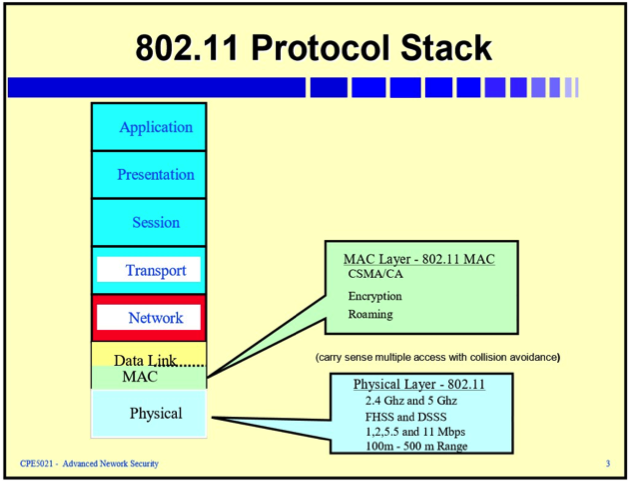 802.11 Protocol Stack
Application
Presentation
Session
Transport
Network
Data Link
MAC
Physical
MAC Layer - 802.11 MAC
CSMA/CA
Encryption
Roaming
(carry sense multiple access with collision avoidance)
Physical Layer - 802.11
2.4 Ghz and 5 Ghz
FHSS and DSSS
1,2,5.5 and 11 Mbps
100m - 500 m Range
CPE5021 - Advanced Nework Security
3